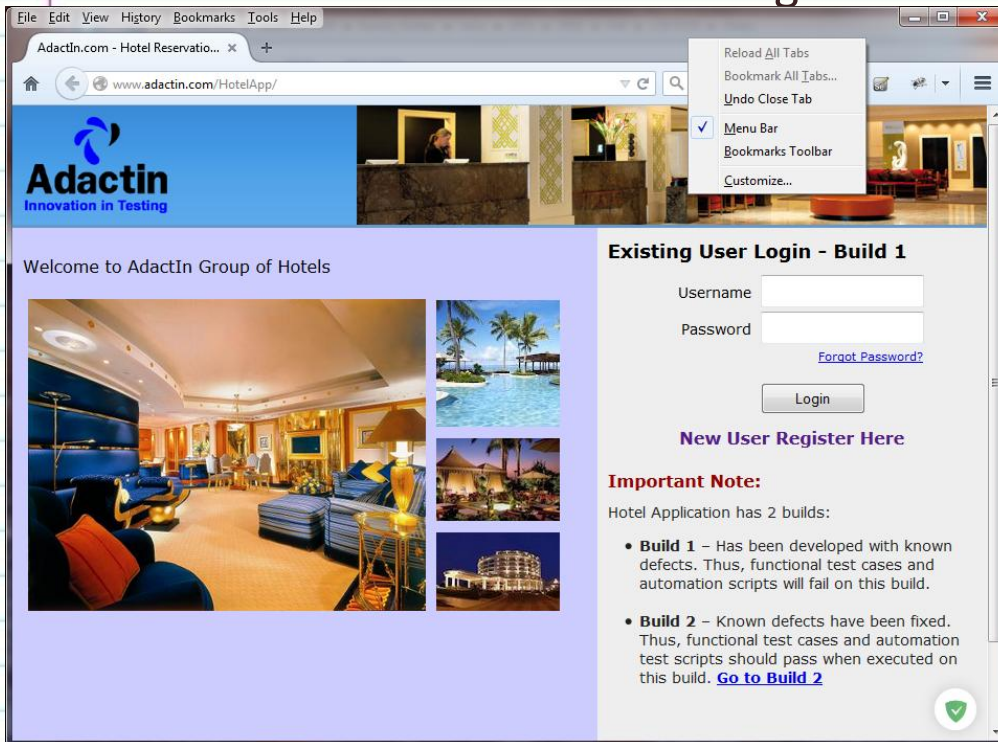 File Edit View History Bookmarks Tools Help
AdactIn.com - Hotel Reservatio... × +
www.adactin.com/HotelApp/
Reload All Tabs
Bookmark All Tabs...
Undo Close Tab
✓ Menu Bar
Bookmarks Toolbar
Customize...
Adactin
Innovation in Testing
Welcome to AdactIn Group of Hotels
Existing User Login - Build 1
Username
Password
Forgot Password?
Login
New User Register Here
Important Note:
Hotel Application has 2 builds:
• Build 1 – Has been developed with known
defects. Thus, functional test cases and
automation scripts will fail on this build.
• Build 2 – Known defects have been fixed.
Thus, functional test cases and automation
test scripts should pass when executed on
this build. Go to Build 2